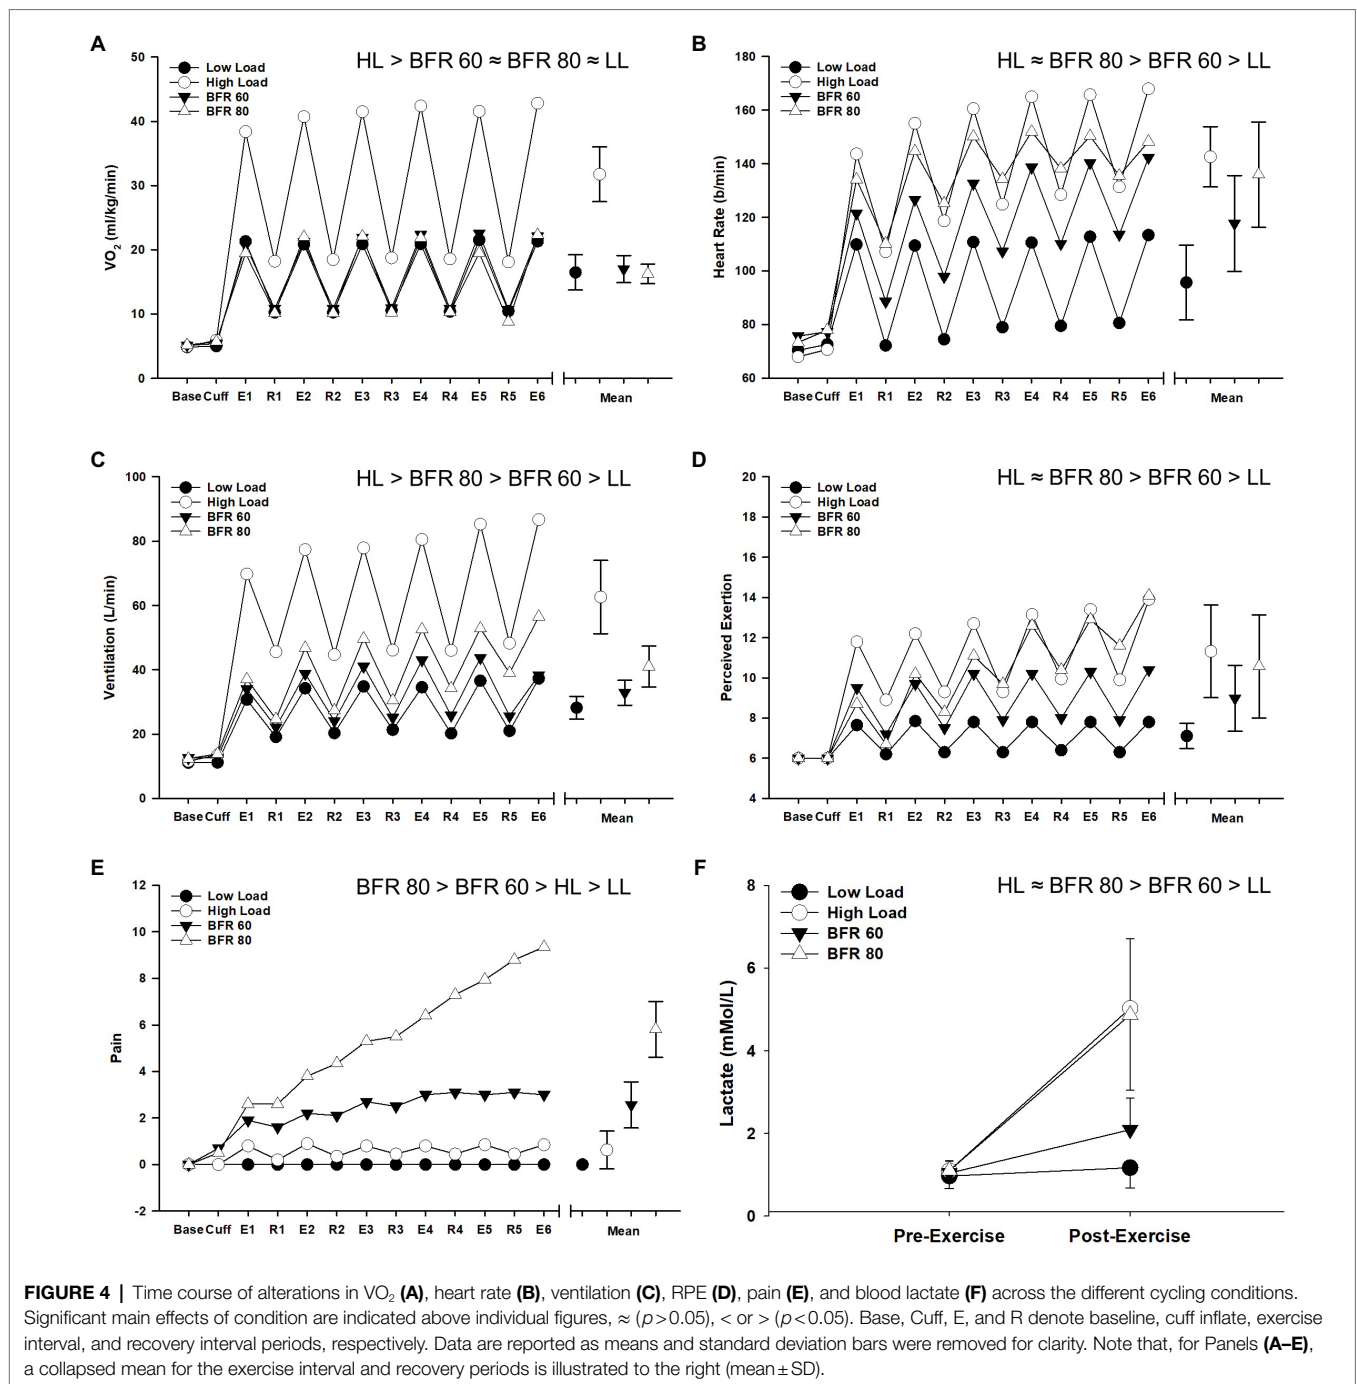 A
HL > BFR 60 ≈ BFR 80 ≈ LL
Low Load
High Load
BFR 60
BFR 80
50
40
30
20
10
0
VO₂ (ml/kg/min)
Base Cuff E1 R1 E2 R2 E3 R3 E4 R4 E5 R5 E6 Mean
B
HL ≈ BFR 80 > BFR 60 > LL
Low Load
High Load
BFR 60
BFR 80
180
160
140
120
100
80
60
Heart Rate (b/min)
Base Cuff E1 R1 E2 R2 E3 R3 E4 R4 E5 R5 E6 Mean
C
HL > BFR 80 > BFR 60 > LL
Low Load
High Load
BFR 60
BFR 80
100
80
60
40
20
0
Ventilation (L/min)
Base Cuff E1 R1 E2 R2 E3 R3 E4 R4 E5 R5 E6 Mean
D
HL ≈ BFR 80 > BFR 60 > LL
Low Load
High Load
BFR 60
BFR 80
20
18
16
14
12
10
8
6
4
Perceived Exertion
Base Cuff E1 R1 E2 R2 E3 R3 E4 R4 E5 R5 E6 Mean
E
BFR 80 > BFR 60 > HL > LL
Low Load
High Load
BFR 60
BFR 80
12
10
8
6
4
2
0
-2
Pain
Base Cuff E1 R1 E2 R2 E3 R3 E4 R4 E5 R5 E6 Mean
F
HL ≈ BFR 80 > BFR 60 > LL
Low Load
High Load
BFR 60
BFR 80
8
6
4
2
0
Lactate (mMol/L)
Pre-Exercise Post-Exercise
FIGURE 4 | Time course of alterations in VO₂ (A), heart rate (B), ventilation (C), RPE (D), pain (E), and blood lactate (F) across the different cycling conditions.
Significant main effects of condition are indicated above individual figures, ≈ (p > 0.05), < or > (p < 0.05). Base, Cuff, E, and R denote baseline, cuff inflate, exercise
interval, and recovery interval periods, respectively. Data are reported as means and standard deviation bars were removed for clarity. Note that, for Panels (A–E),
a collapsed mean for the exercise interval and recovery periods is illustrated to the right (mean ± SD).